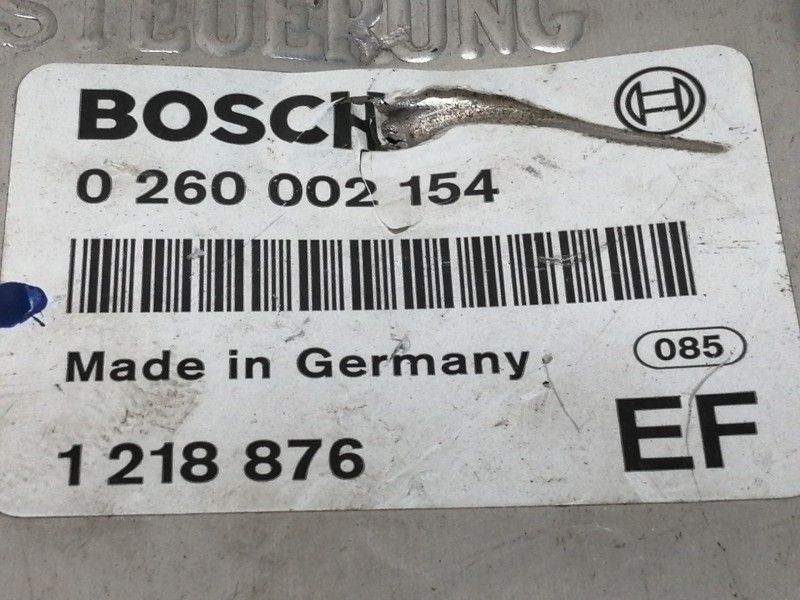 STEUERUNG
BOSCH
0 260 002 154
Made in Germany
085
1 218 876
EF